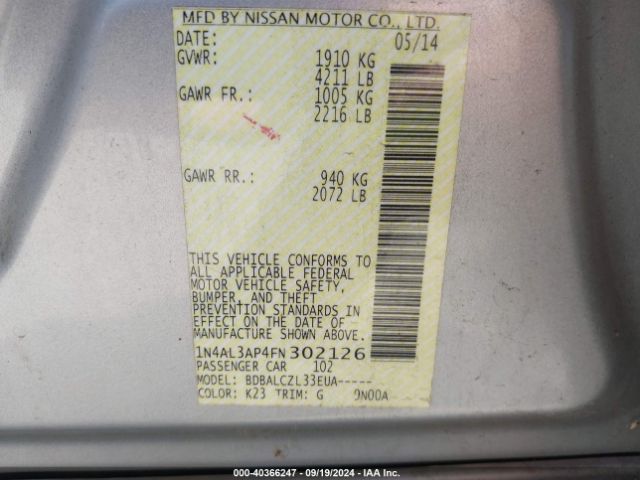 MFD BY NISSAN MOTOR CO., LTD.
DATE: 05/14
GVWR: 1910 KG
4211 LB
GAWR FR.: 1005 KG
2216 LB
GAWR RR.: 940 KG
2072 LB
THIS VEHICLE CONFORMS TO
ALL APPLICABLE FEDERAL
MOTOR VEHICLE SAFETY,
BUMPER, AND THEFT
PREVENTION STANDARDS IN
EFFECT ON THE DATE OF
MANUFACTURE SHOWN ABOVE.
1N4AL3AP4FN302126
PASSENGER CAR 102
MODEL: BDBALCZL33EUA-----
COLOR: K23 TRIM: G 9N00A
000-40366247 - 09/19/2024 - IAA Inc.